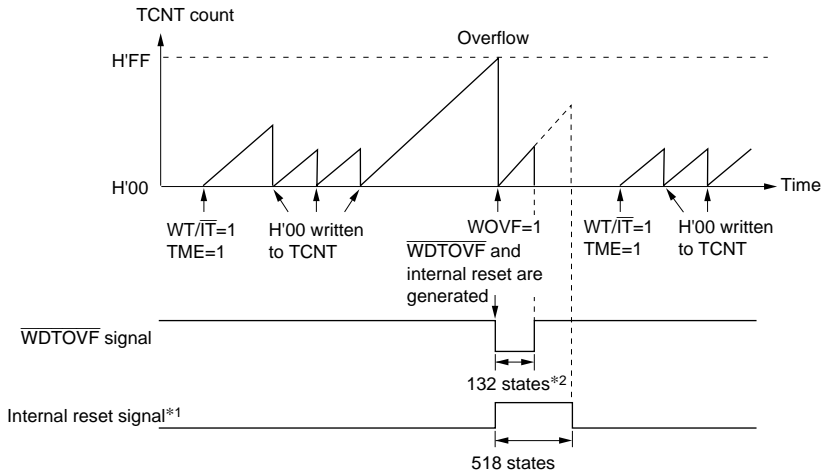 TCNT count
Overflow
H'FF
H'00
Time
WT/IT=1
TME=1
H'00 written
to TCNT
WOVF=1
WDTOVF and
internal reset are
generated
WT/IT=1
TME=1
H'00 written
to TCNT
WDTOVF signal
132 states*2
Internal reset signal*1
518 states